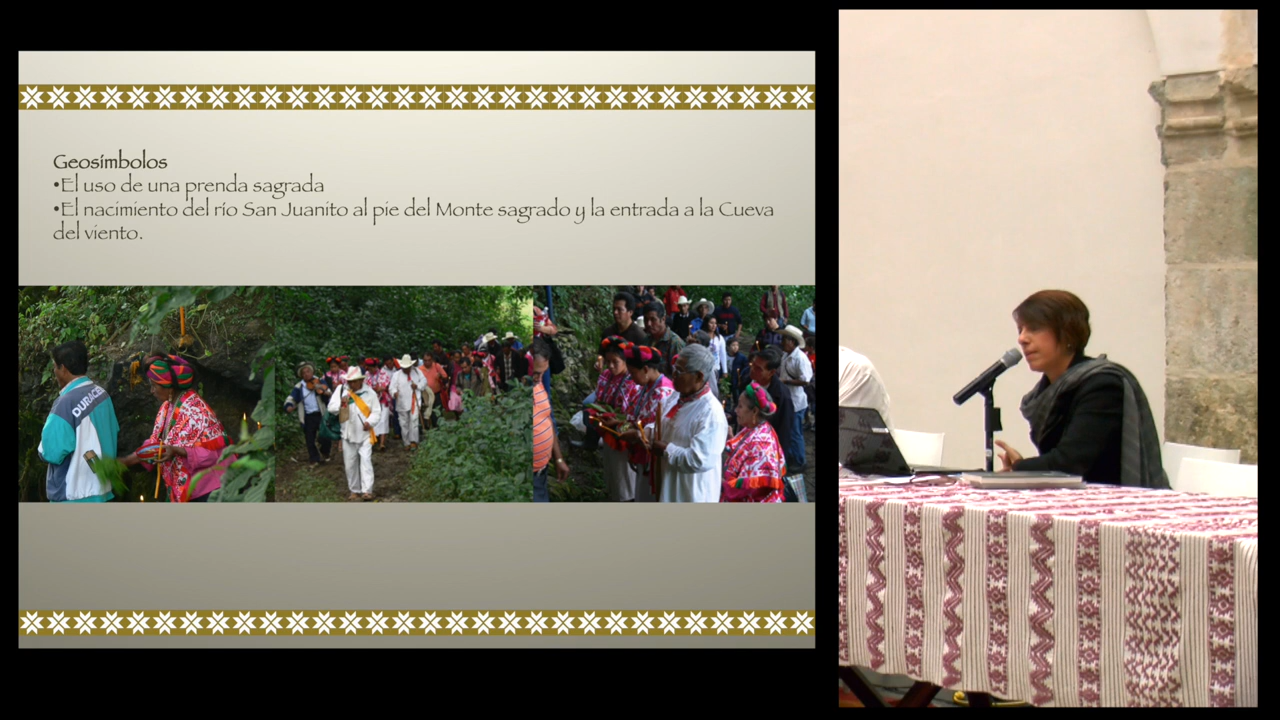 Geosímbolos
•El uso de una prenda sagrada
•El nacimiento del río San Juanito al pie del Monte sagrado y la entrada a la Cueva
del viento.
DURACE